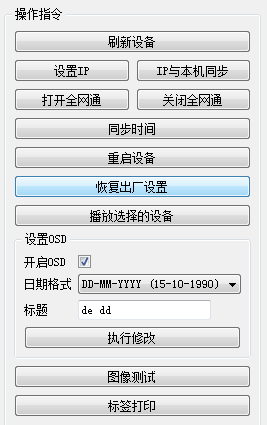 操作指令
刷新设备
设置IP
IP与本机同步
打开全网通
关闭全网通
同步时间
重启设备
恢复出厂设置
播放选择的设备
设置OSD
开启OSD
日期格式 DD-MM-YYYY (15-10-1990)
标题 de dd
执行修改
图像测试
标签打印